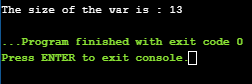 The size of the var is : 13
...Program finished with exit code 0
Press ENTER to exit console.